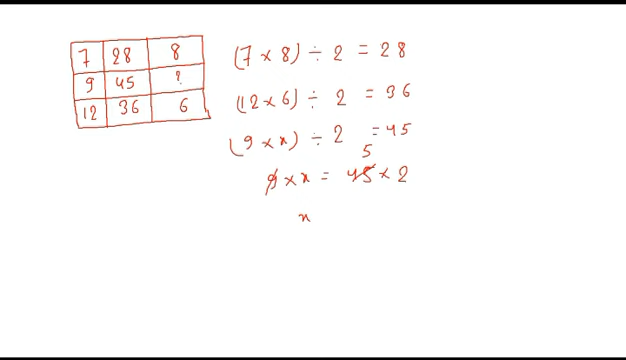 7 28 8
9 45 ?
12 36 6
(7 × 8) ÷ 2 = 28
(12 × 6) ÷ 2 = 36
(9 × x) ÷ 2 = 45
5
9 × x = 45 × 2
x